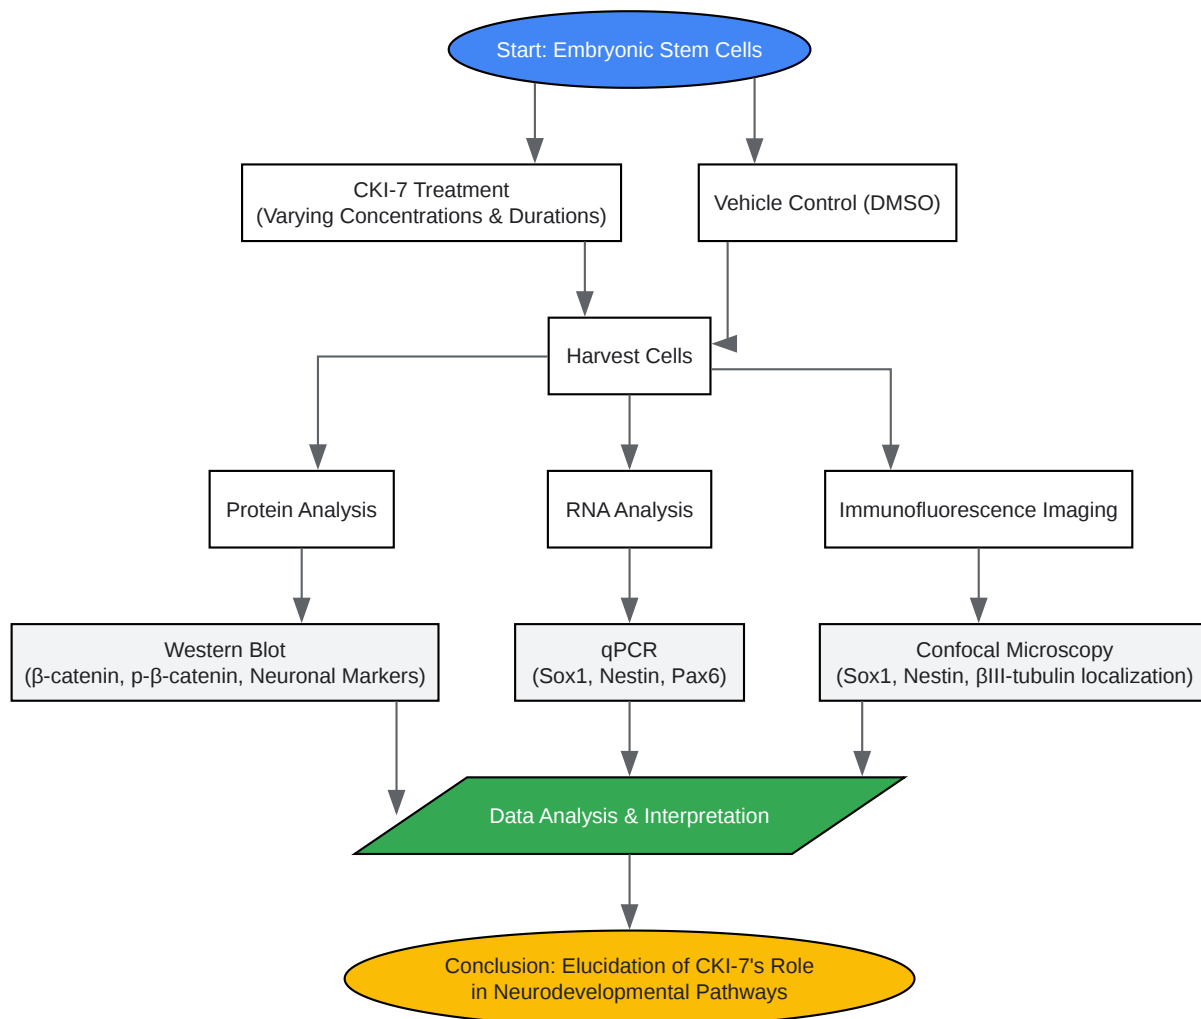 Start: Embryonic Stem Cells
CKI-7 Treatment
(Varying Concentrations & Durations)
Vehicle Control (DMSO)
Harvest Cells
Protein Analysis
RNA Analysis
Immunofluorescence Imaging
Western Blot
(β-catenin, p-β-catenin, Neuronal Markers)
qPCR
(Sox1, Nestin, Pax6)
Confocal Microscopy
(Sox1, Nestin, βIII-tubulin localization)
Data Analysis & Interpretation
Conclusion: Elucidation of CKI-7's Role
in Neurodevelopmental Pathways